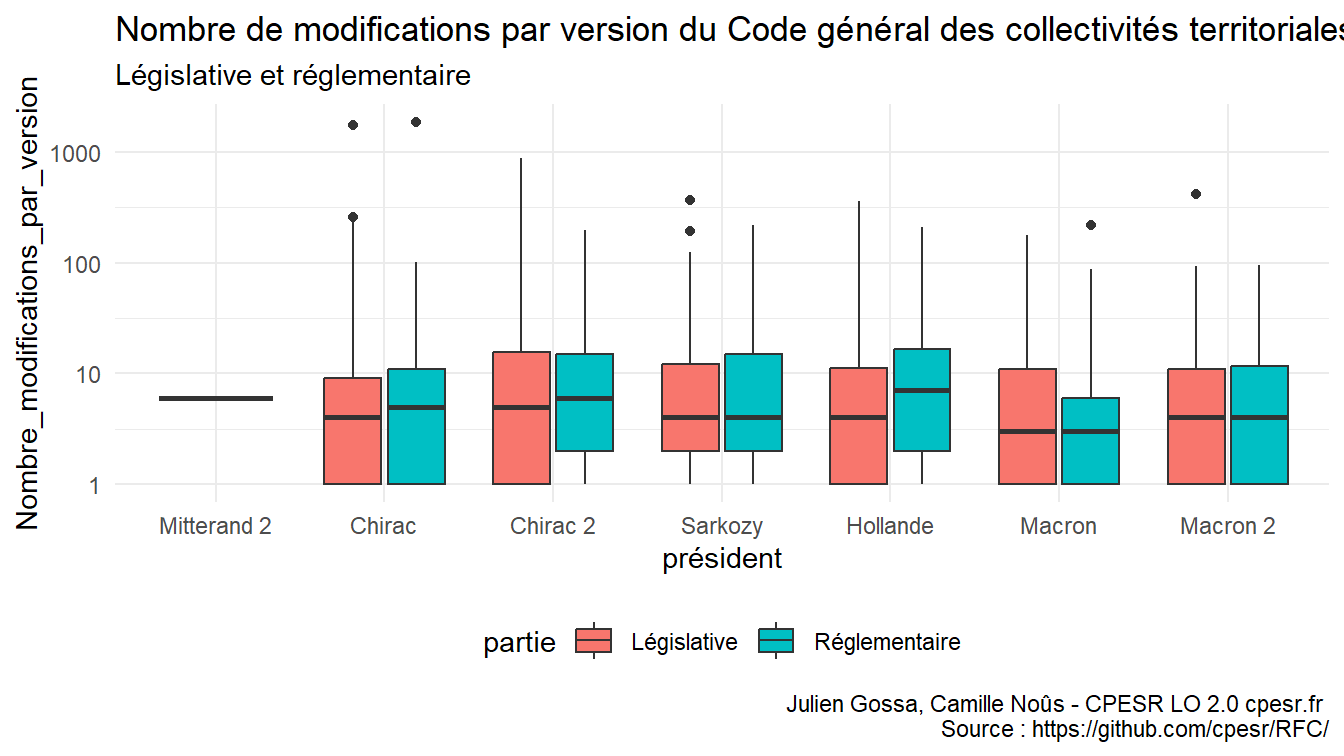 Nombre de modifications par version du Code général des collectivités territoriales
Législative et réglementaire
Nombre_modifications_par_version
1000
100
10
1
Mitterand 2
Chirac
Chirac 2
Sarkozy
Hollande
Macron
Macron 2
président
partie
Législative
Réglementaire
Julien Gossa, Camille Noûs - CPESR LO 2.0 cpesr.fr
Source : https://github.com/cpesr/RFC/